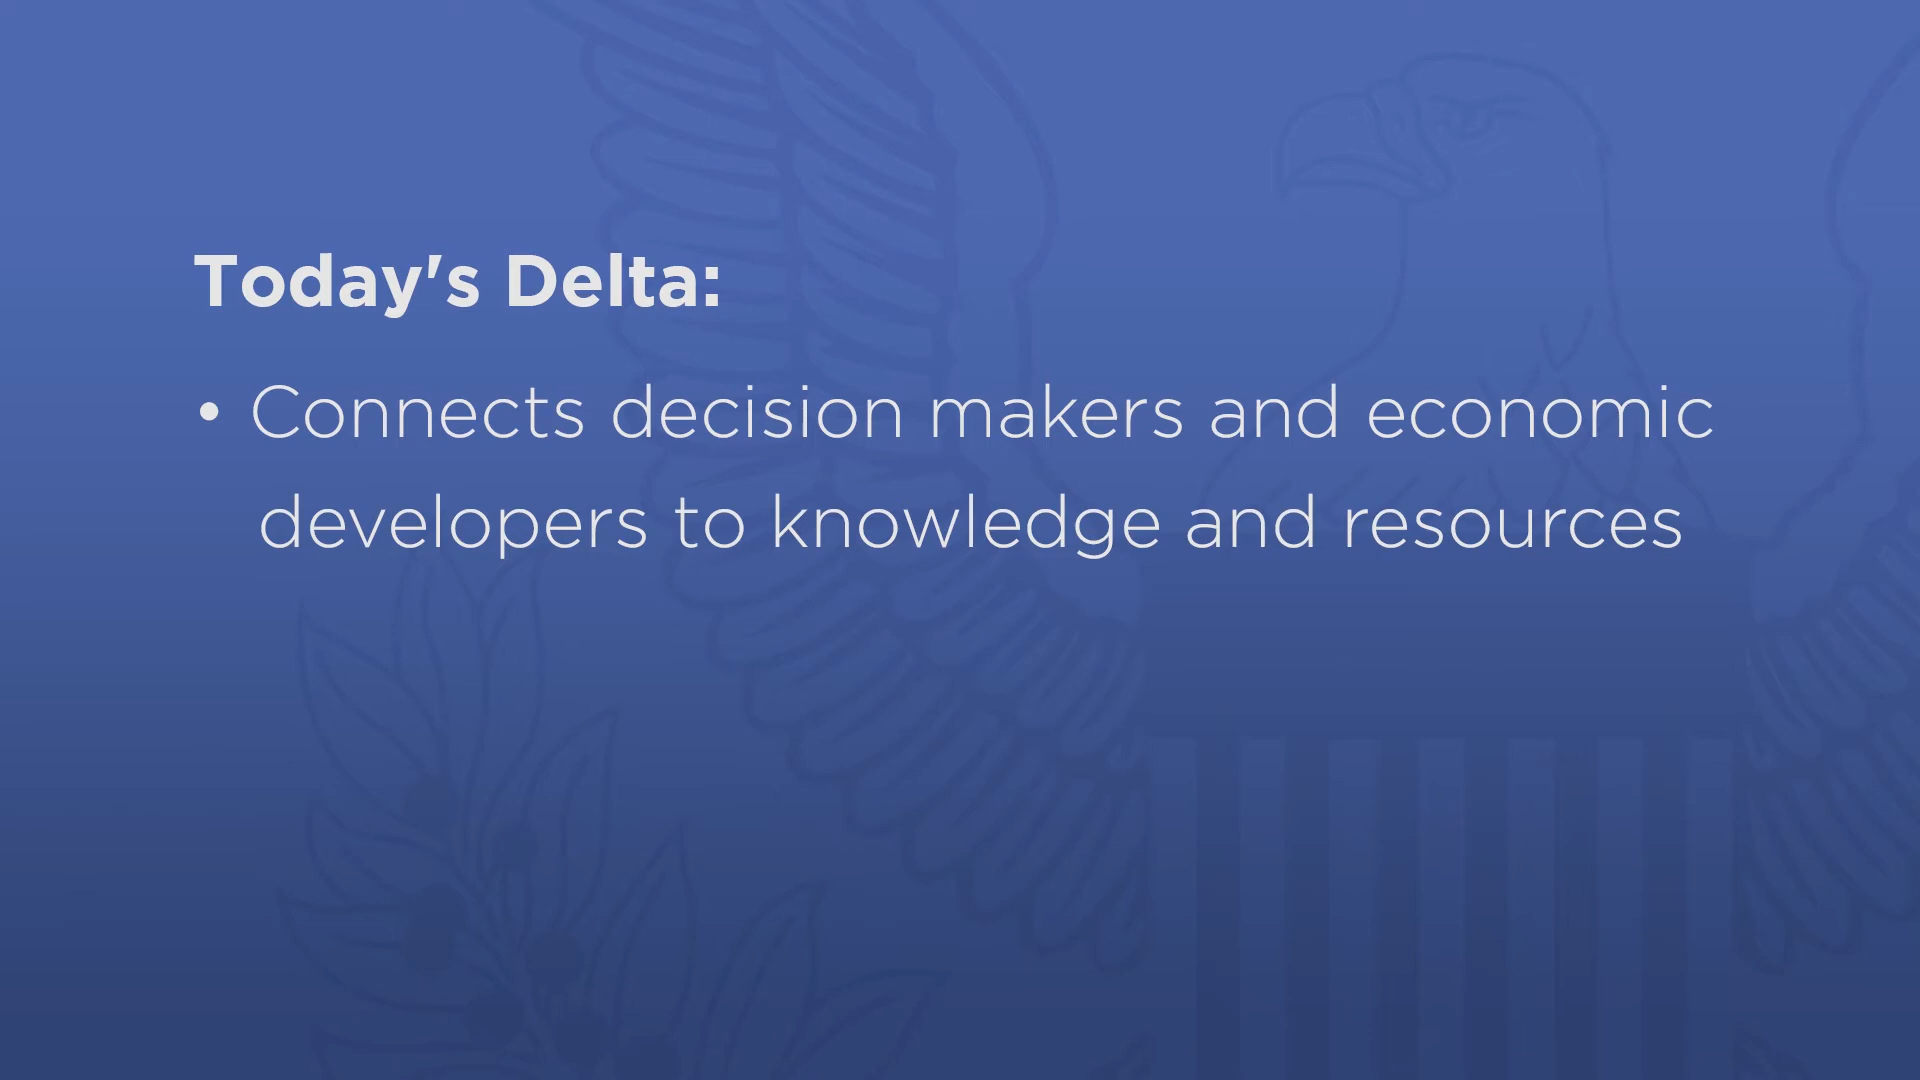 Today's Delta:
• Connects decision makers and economic
developers to knowledge and resources